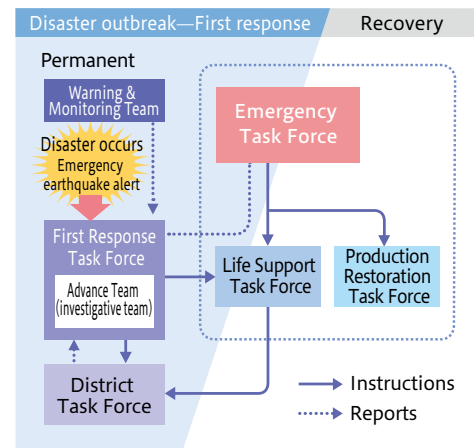 Disaster outbreak—First response
Recovery
Permanent
Warning &
Monitoring Team
Disaster occurs
Emergency
earthquake alert
Emergency
Task Force
First Response
Task Force
Advance Team
(investigative team)
Life Support
Task Force
Production
Restoration
Task Force
District
Task Force
Instructions
Reports